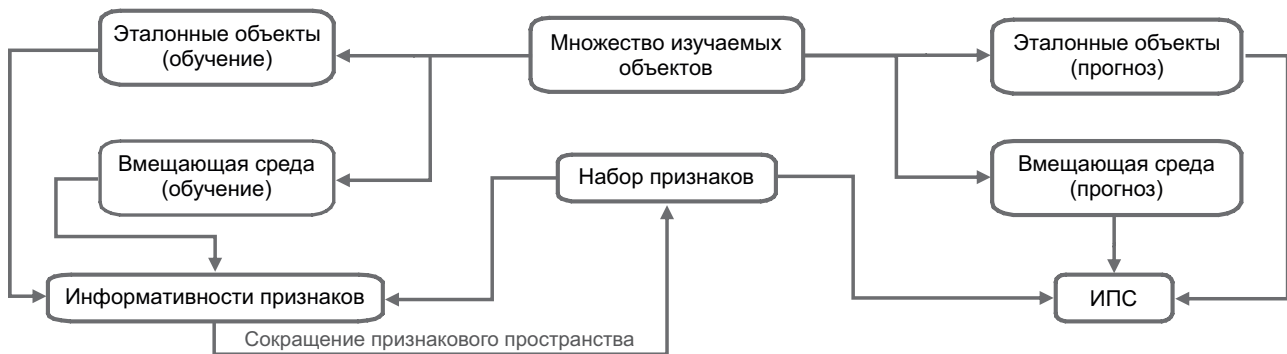 Эталонные объекты
(обучение)
Множество изучаемых
объектов
Эталонные объекты
(прогноз)
Вмещающая среда
(обучение)
Набор признаков
Вмещающая среда
(прогноз)
Информативности признаков
ИПС
Сокращение признакового пространства